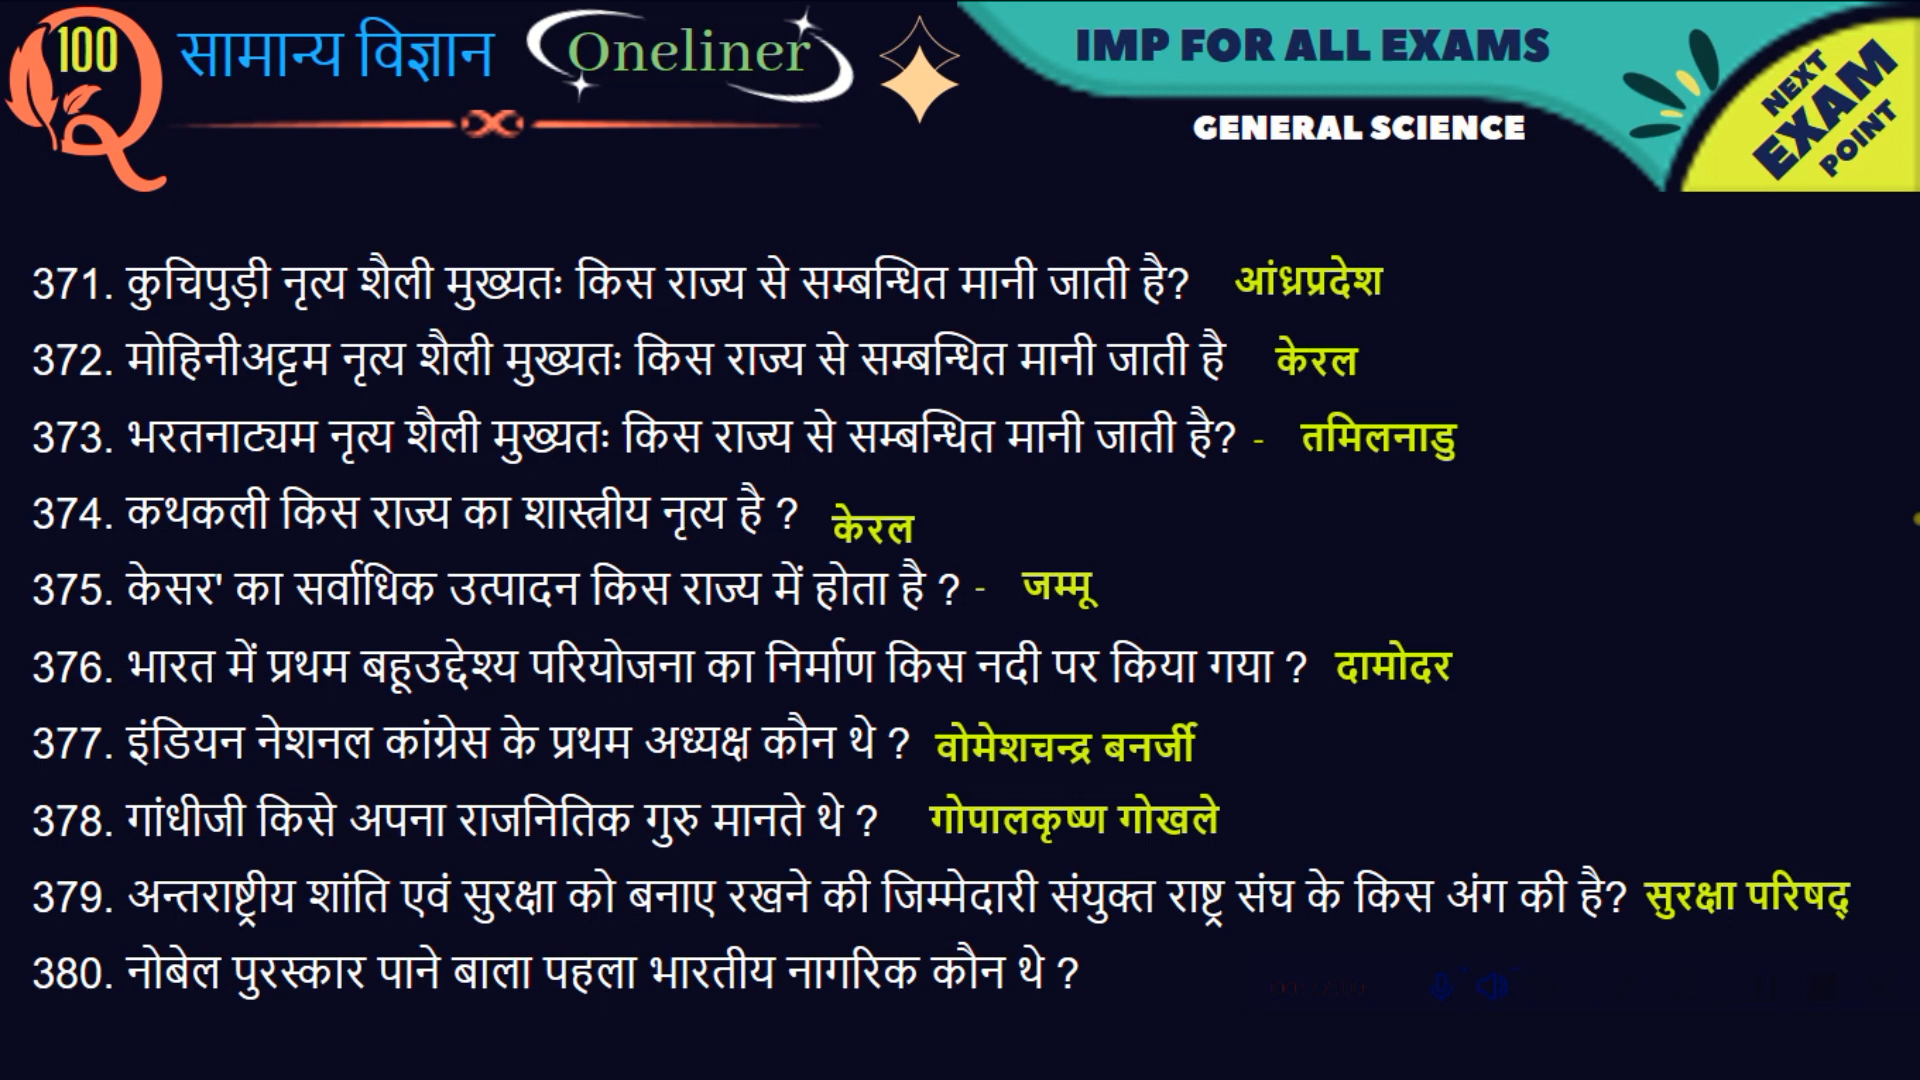 100
सामान्य विज्ञान
Oneliner
IMP FOR ALL EXAMS
GENERAL SCIENCE
NEXT
EXAM
POINT
371. कुचिपुड़ी नृत्य शैली मुख्यतः किस राज्य से सम्बन्धित मानी जाती है? आंध्रप्रदेश
372. मोहिनीअट्टम नृत्य शैली मुख्यतः किस राज्य से सम्बन्धित मानी जाती है केरल
373. भरतनाट्यम नृत्य शैली मुख्यतः किस राज्य से सम्बन्धित मानी जाती है? - तमिलनाडु
374. कथकली किस राज्य का शास्त्रीय नृत्य है ? केरल
375. केसर' का सर्वाधिक उत्पादन किस राज्य में होता है ? - जम्मू
376. भारत में प्रथम बहूउद्देश्य परियोजना का निर्माण किस नदी पर किया गया ? दामोदर
377. इंडियन नेशनल कांग्रेस के प्रथम अध्यक्ष कौन थे ? वोमेशचन्द्र बनर्जी
378. गांधीजी किसे अपना राजनितिक गुरु मानते थे ? गोपालकृष्ण गोखले
379. अन्तराष्ट्रीय शांति एवं सुरक्षा को बनाए रखने की जिम्मेदारी संयुक्त राष्ट्र संघ के किस अंग की है? सुरक्षा परिषद्
380. नोबेल पुरस्कार पाने बाला पहला भारतीय नागरिक कौन थे ?